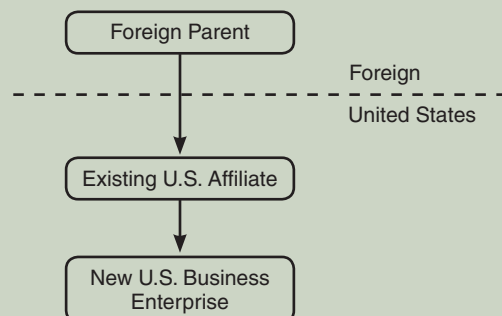 Foreign Parent
Foreign
United States
Existing U.S. Affiliate
New U.S. Business
Enterprise